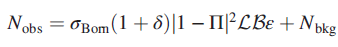 N_obs = σ_Born(1 + δ)|1 − Π|²ℒℬε + N_bkg